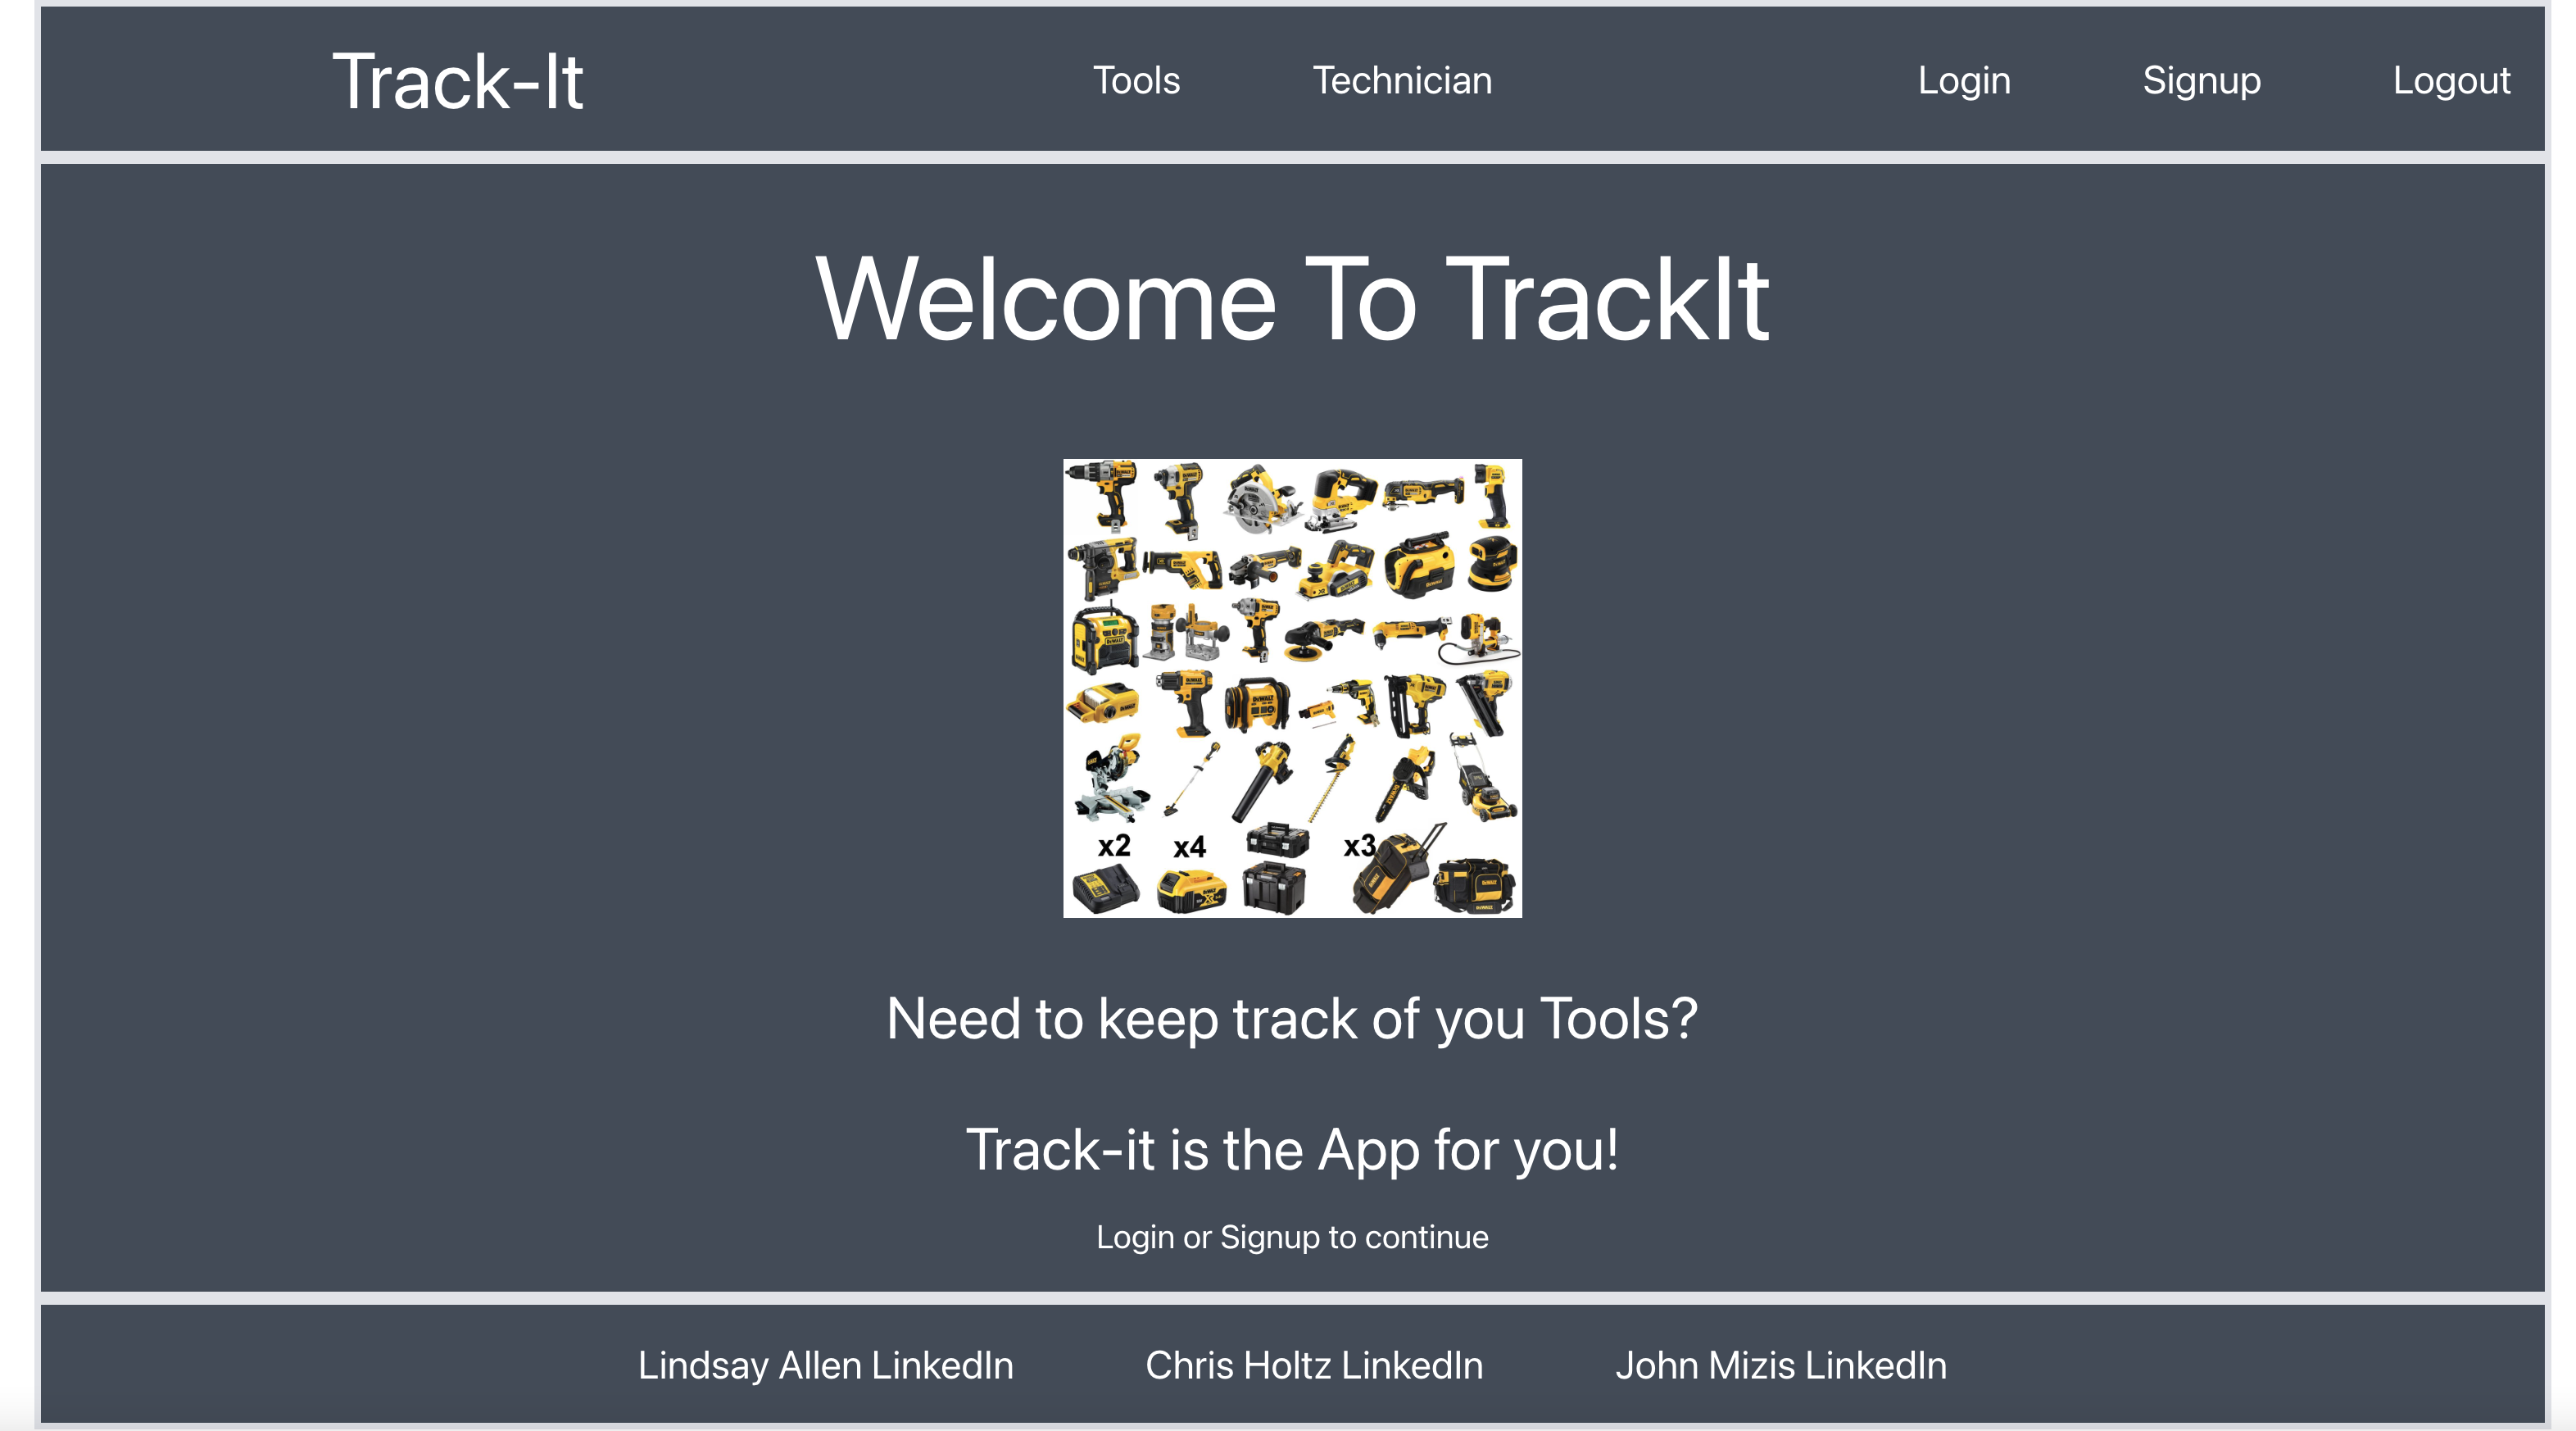 Track-It
Tools Technician
Login Signup Logout
Welcome To TrackIt
x2 x4 x3
Need to keep track of you Tools?
Track-it is the App for you!
Login or Signup to continue
Lindsay Allen LinkedIn Chris Holtz LinkedIn John Mizis LinkedIn